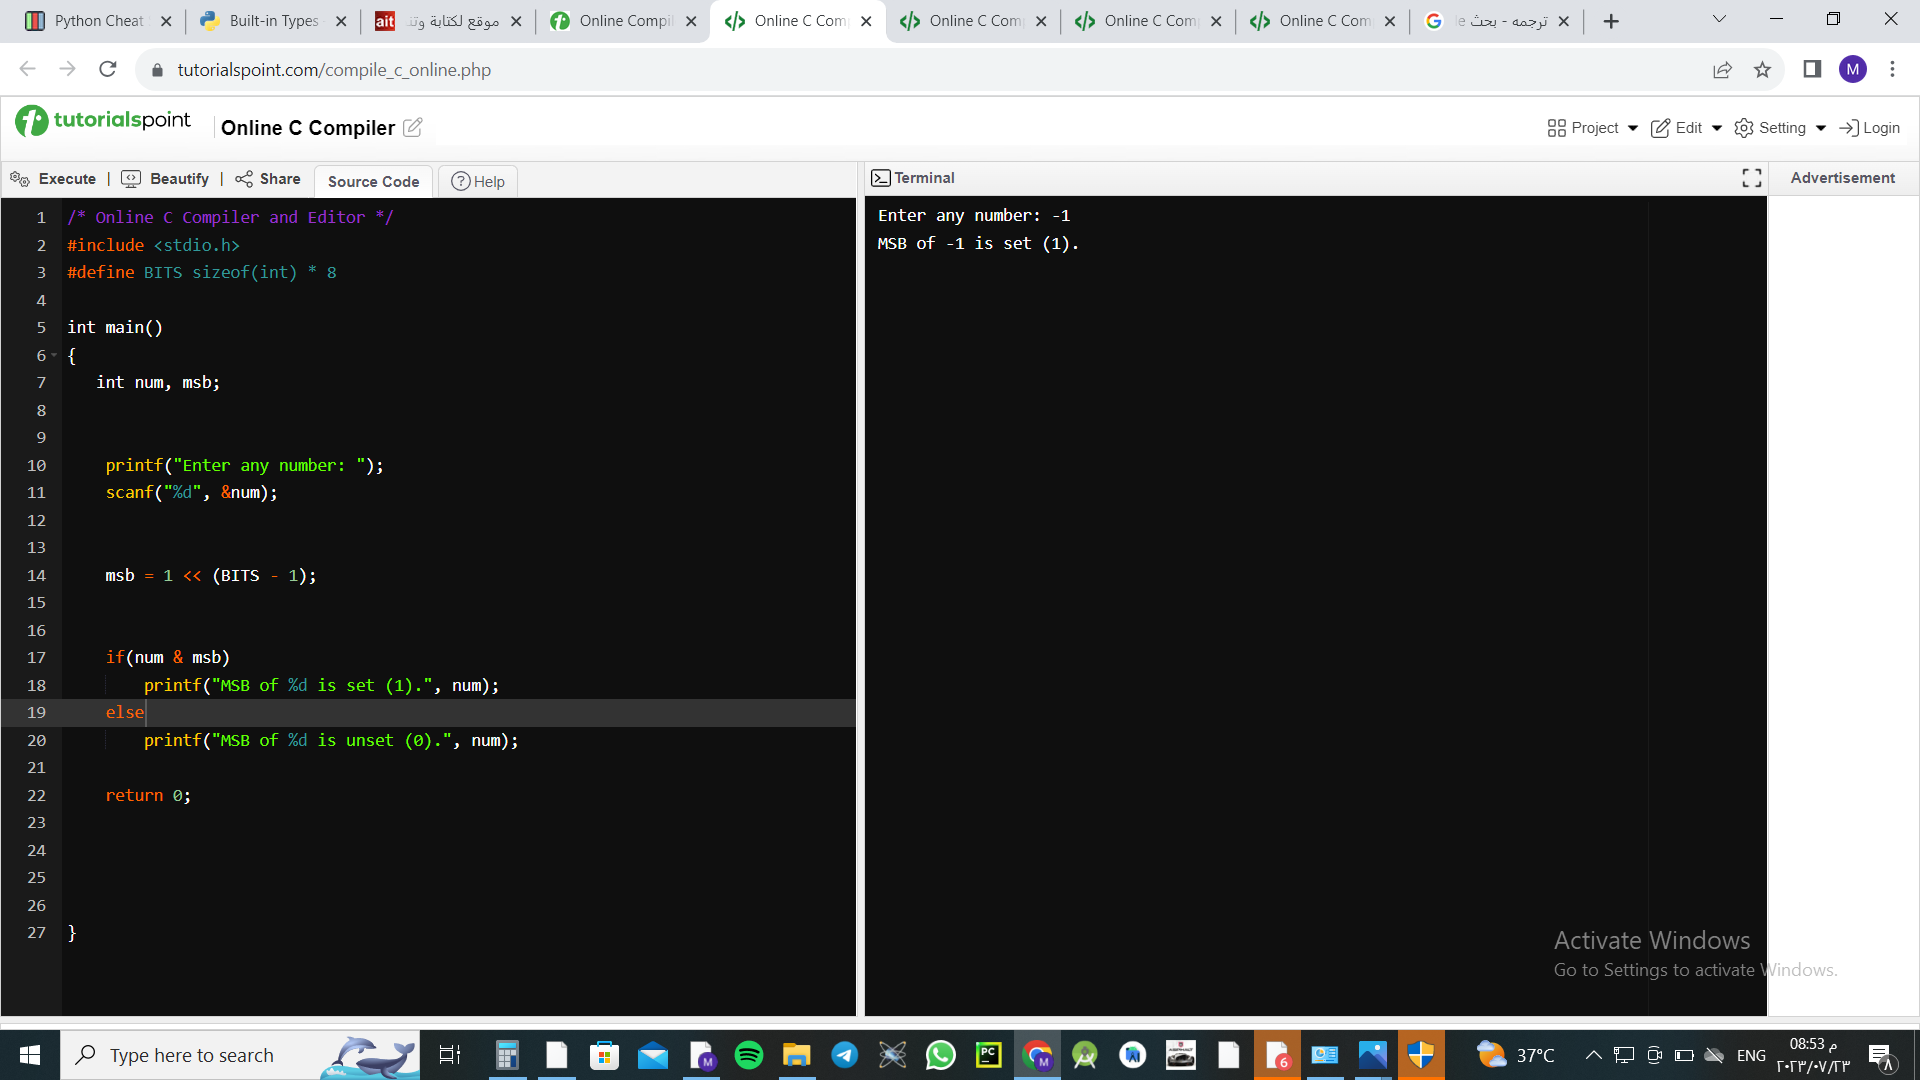 Python Cheat
Built-in Types
ait
موقع لكتابة وتن
Online Compil
Online C Com
Online C Com
Online C Com
Online C Com
ترجمه - بحث
tutorialspoint.com/compile_c_online.php
M
tutorialspoint
Online C Compiler
Project
Edit
Setting
Login
Execute | Beautify | Share
Source Code
Help
Terminal
Advertisement
1 /* Online C Compiler and Editor */
2 #include <stdio.h>
3 #define BITS sizeof(int) * 8
4
5 int main()
6 {
7 int num, msb;
8
9
10 printf("Enter any number: ");
11 scanf("%d", &num);
12
13
14 msb = 1 << (BITS - 1);
15
16
17 if(num & msb)
18 printf("MSB of %d is set (1).", num);
19 else
20 printf("MSB of %d is unset (0).", num);
21
22 return 0;
23
24
25
26
27 }
Enter any number: -1
MSB of -1 is set (1).
Activate Windows
Go to Settings to activate Windows.
Type here to search
M
PC
M
6
37°C
ENG
08:53 م
٢٠٢٣/٠٧/٢٣
٨